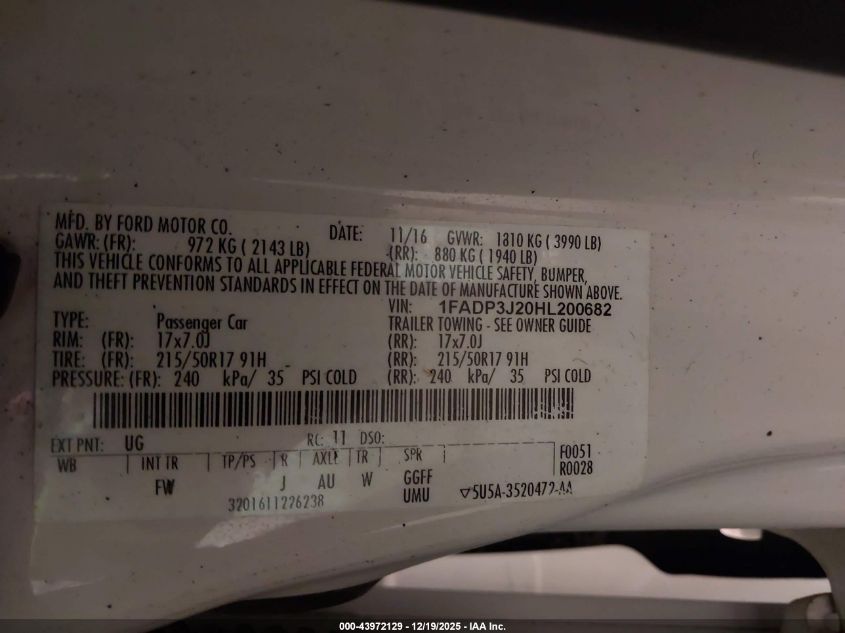 MFD. BY FORD MOTOR CO. DATE: 11/16 GVWR: 1810 KG ( 3990 LB)
GAWR: (FR): 972 KG ( 2143 LB) (RR): 880 KG ( 1940 LB)
THIS VEHICLE CONFORMS TO ALL APPLICABLE FEDERAL MOTOR VEHICLE SAFETY, BUMPER,
AND THEFT PREVENTION STANDARDS IN EFFECT ON THE DATE OF MANUFACTURE SHOWN ABOVE.
VIN: 1FADP3J20HL200682
TYPE: Passenger Car TRAILER TOWING - SEE OWNER GUIDE
RIM: (FR): 17x7.0J (RR): 17x7.0J
TIRE: (FR): 215/50R17 91H (RR): 215/50R17 91H
PRESSURE: (FR): 240 kPa/ 35 PSI COLD (RR): 240 kPa/ 35 PSI COLD
EXT PNT: UG RC: 11 DSO: F0051
WB INT TR TP/PS R AXLE TR SPR R0028
FW J AU W GGFF
UMU ▽5U5A-3520472-AA
3201611226238
000-43972129 - 12/19/2025 - IAA Inc.